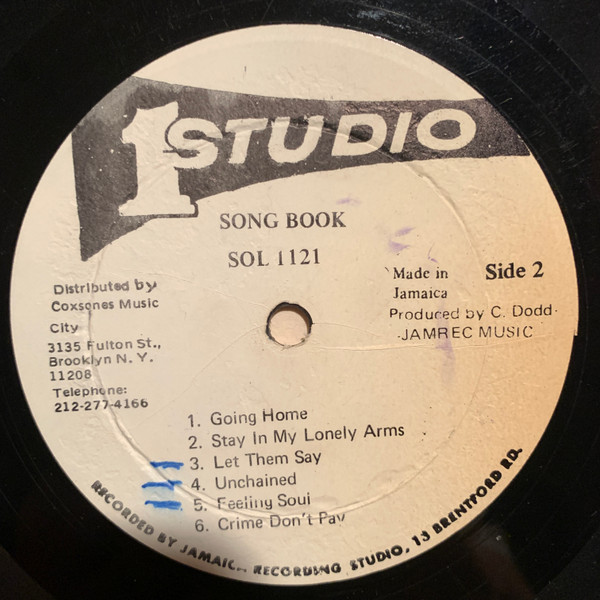 1 STUDIO
SONG BOOK
SOL 1121
Side 2
Made in
Jamaica
Produced by C. Dodd
JAMREC MUSIC
Distributed by
Coxsones Music
City
3135 Fulton St.,
Brooklyn N. Y.
11208
Telephone:
212-277-4166
1. Going Home
2. Stay In My Lonely Arms
3. Let Them Say
4. Unchained
5. Feeling Soul
6. Crime Don't Pay
RECORDED BY JAMAICA RECORDING STUDIO, 13 BRENTFORD RD.